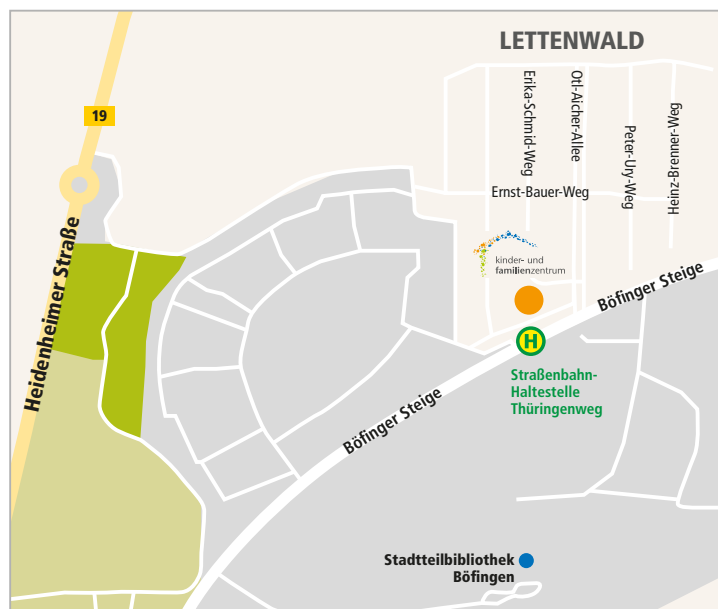 LETTENWALD
19
Erika-Schmid-Weg
Otl-Aicher-Allee
Peter-Ury-Weg
Heinz-Brenner-Weg
Ernst-Bauer-Weg
kinder- und
familienzentrum
Heidenheimer Straße
Böfinger Steige
H
Straßenbahn-
Haltestelle
Thüringenweg
Böfinger Steige
Stadtteilbibliothek
Böfingen